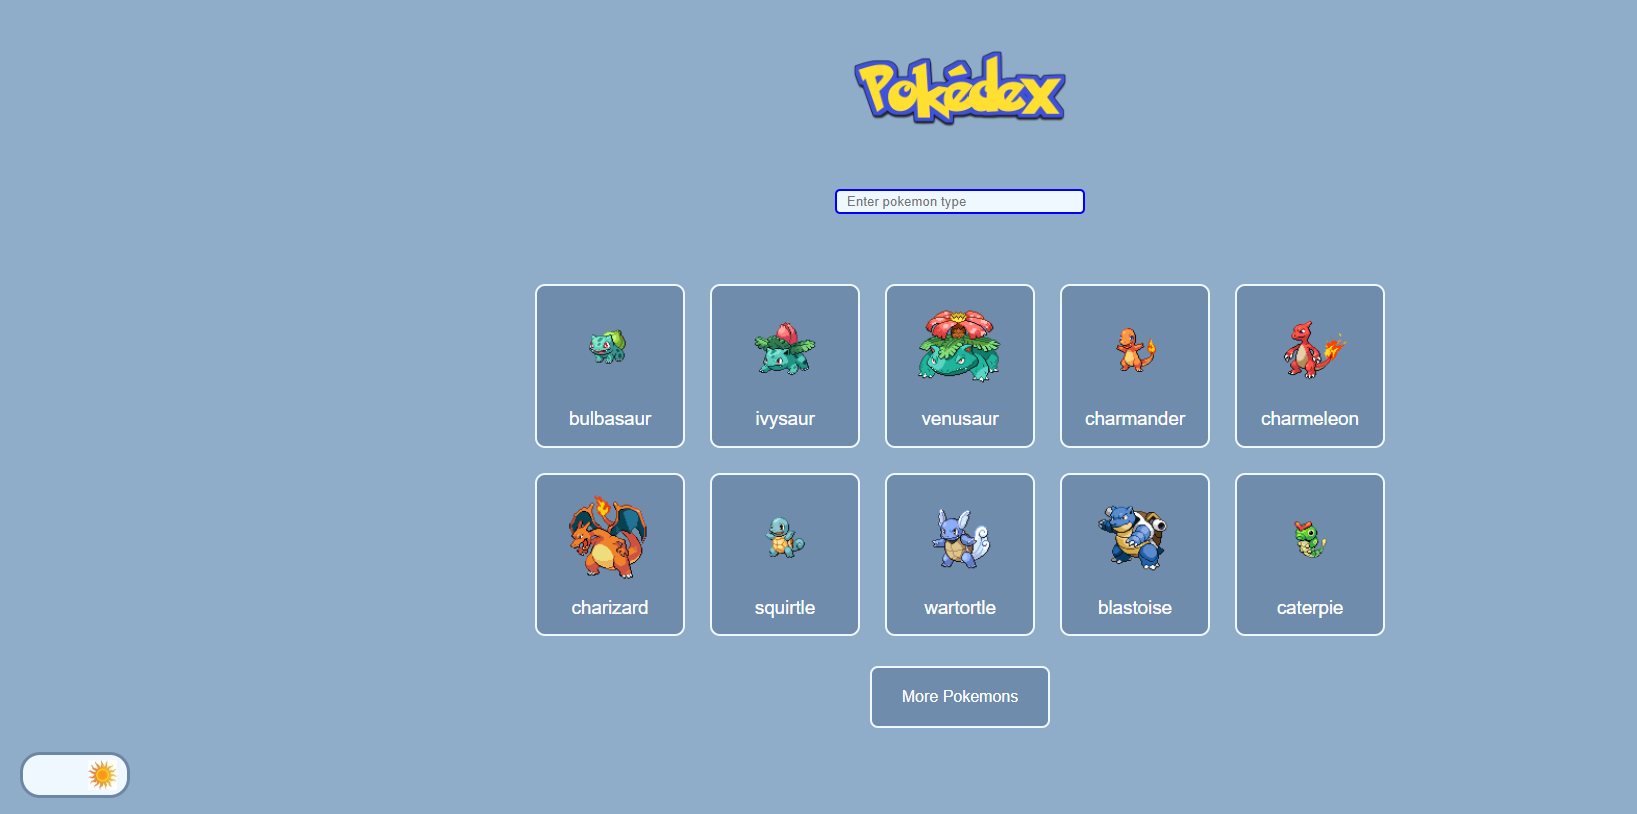 Pokédex
Enter pokemon type
bulbasaur
ivysaur
venusaur
charmander
charmeleon
charizard
squirtle
wartortle
blastoise
caterpie
More Pokemons